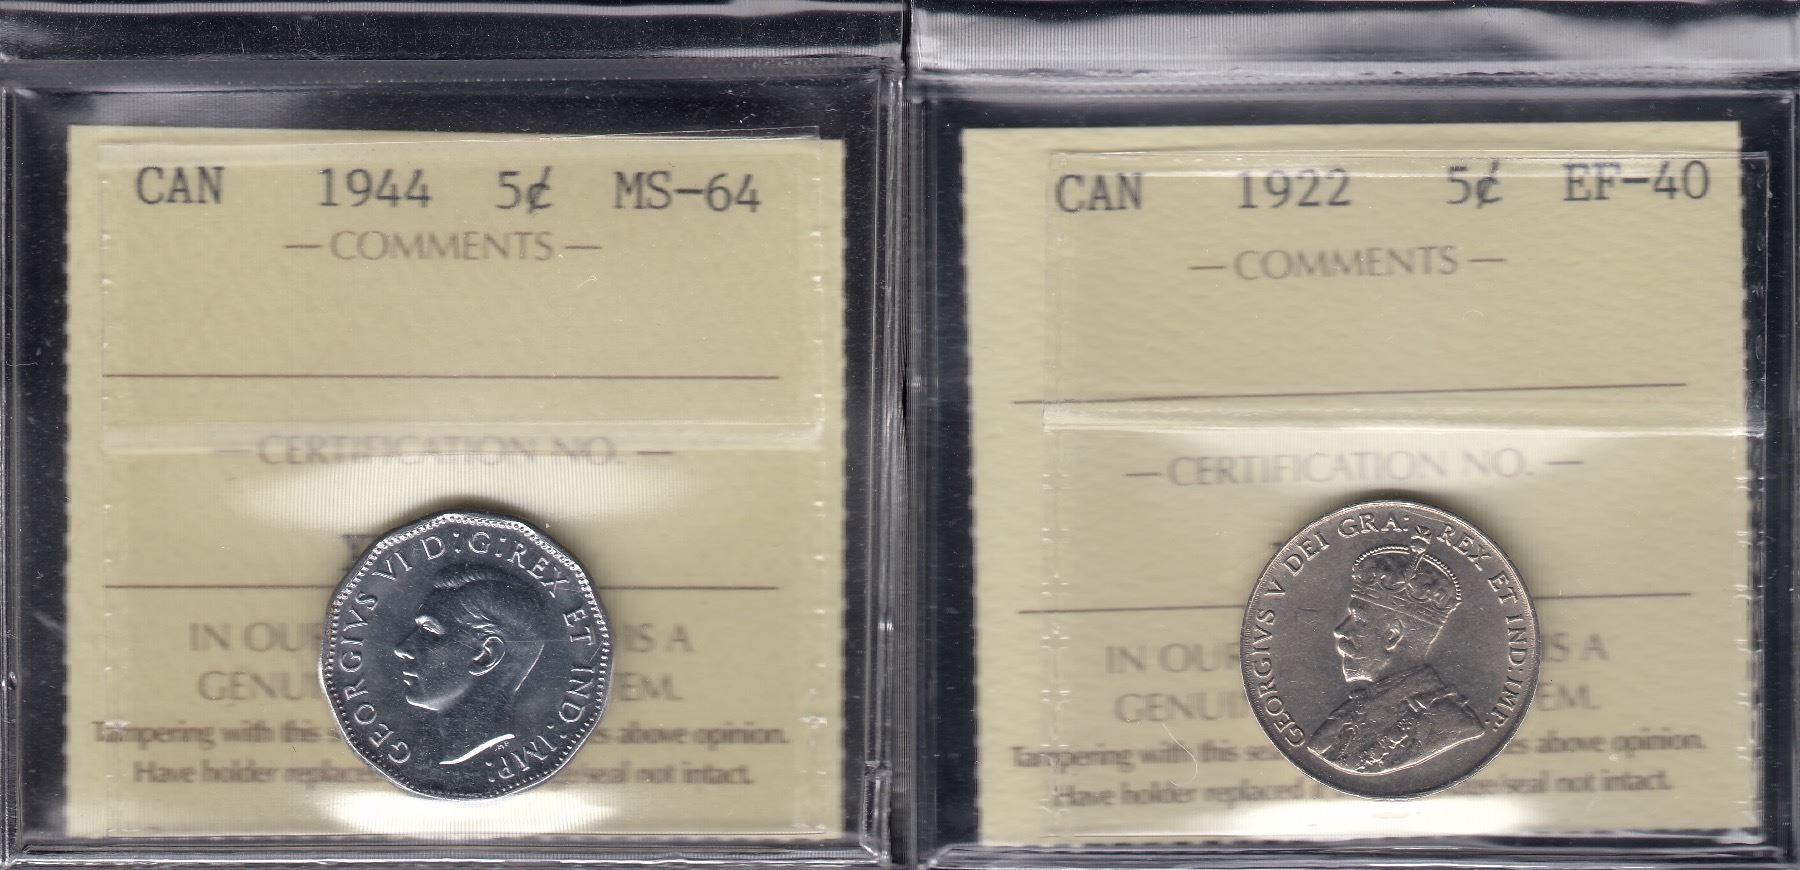 CAN 1944 5¢ MS-64
— COMMENTS —
— CERTIFICATION NO. —
IN OUR IS A
GENU EM.
Tampering with this s above opinion.
Have holder replace seal not intact.
GEORGIVS VI D:G:REX ET IND:IMP:
HP
CAN 1922 5¢ EF-40
— COMMENTS —
— CERTIFICATION NO. —
IN OUR IS A
GENUI EM.
Tampering with this sea above opinion.
Have holder replaced seal not intact.
GEORGIVS V DEI GRA: REX ET IND:IMP: